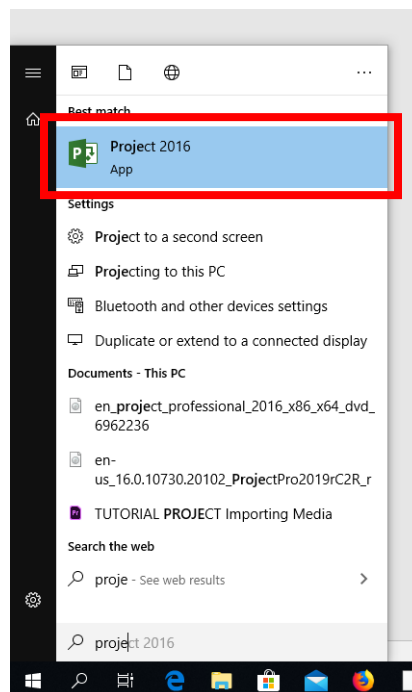 Best match
Project 2016
App
Settings
Project to a second screen
Projecting to this PC
Bluetooth and other devices settings
Duplicate or extend to a connected display
Documents - This PC
en_project_professional_2016_x86_x64_dvd_
6962236
en-
us_16.0.10730.20102_ProjectPro2019rC2R_r
TUTORIAL PROJECT Importing Media
Search the web
proje - See web results
project 2016